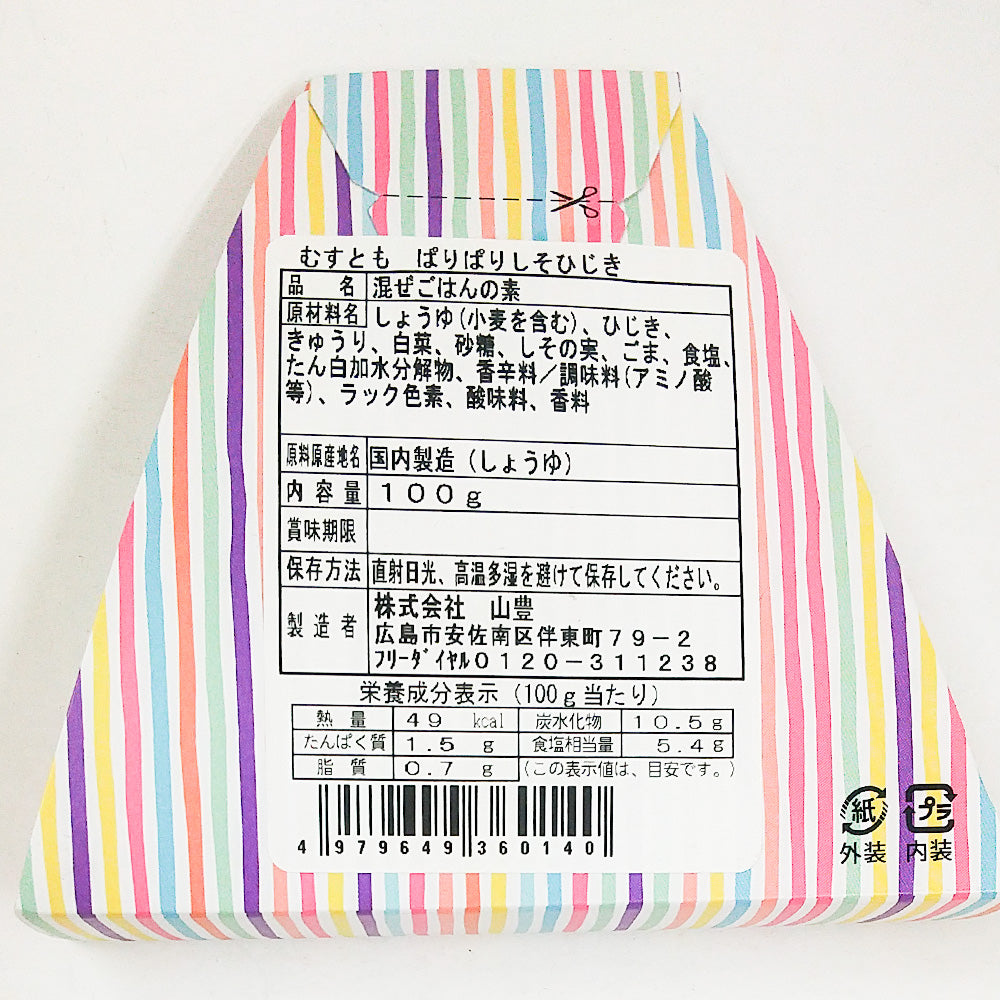 むすとも ぱりぱりしそひじき
品名 混ぜごはんの素
原材料名 しょうゆ(小麦を含む)、ひじき、
きゅうり、白菜、砂糖、しその実、ごま、食塩、
たん白加水分解物、香辛料/調味料(アミノ酸
等)、ラック色素、酸味料、香料
原料原産地名 国内製造(しょうゆ)
内容量 100g
賞味期限
保存方法 直射日光、高温多湿を避けて保存してください。
製造者 株式会社 山豊
広島市安佐南区伴東町79-2
フリーダイヤル0120-311238
栄養成分表示(100g当たり)
熱量 49 kcal 炭水化物 10.5g
たんぱく質 1.5 g 食塩相当量 5.4g
脂質 0.7 g (この表示値は、目安です。)
4 979649 360140
紙 プラ
外装 内装